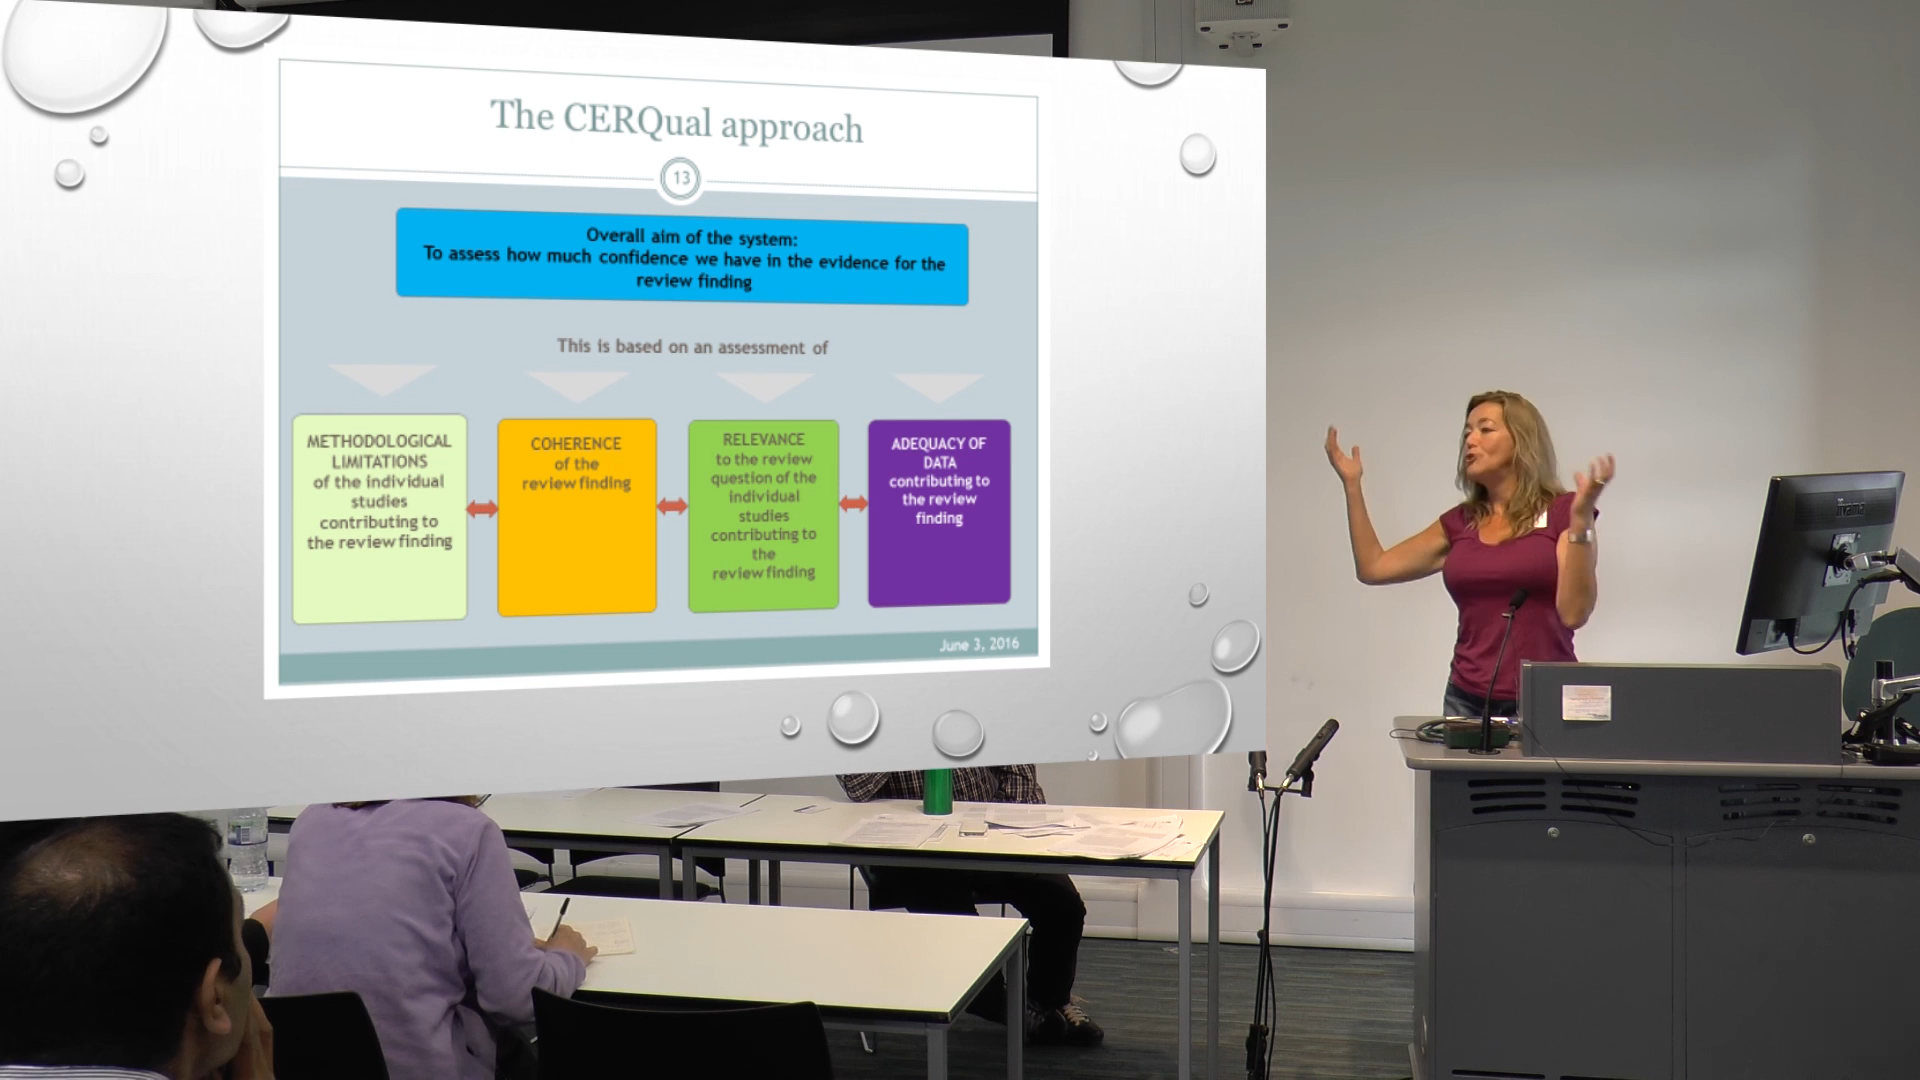 The CERQual approach
13
Overall aim of the system:
To assess how much confidence we have in the evidence for the
review finding
This is based on an assessment of
METHODOLOGICAL
LIMITATIONS
of the individual
studies
contributing to
the review finding
COHERENCE
of the
review finding
RELEVANCE
to the review
question of the
individual
studies
contributing to
the
review finding
ADEQUACY OF
DATA
contributing to
the review
finding
June 3, 2016
iiyama